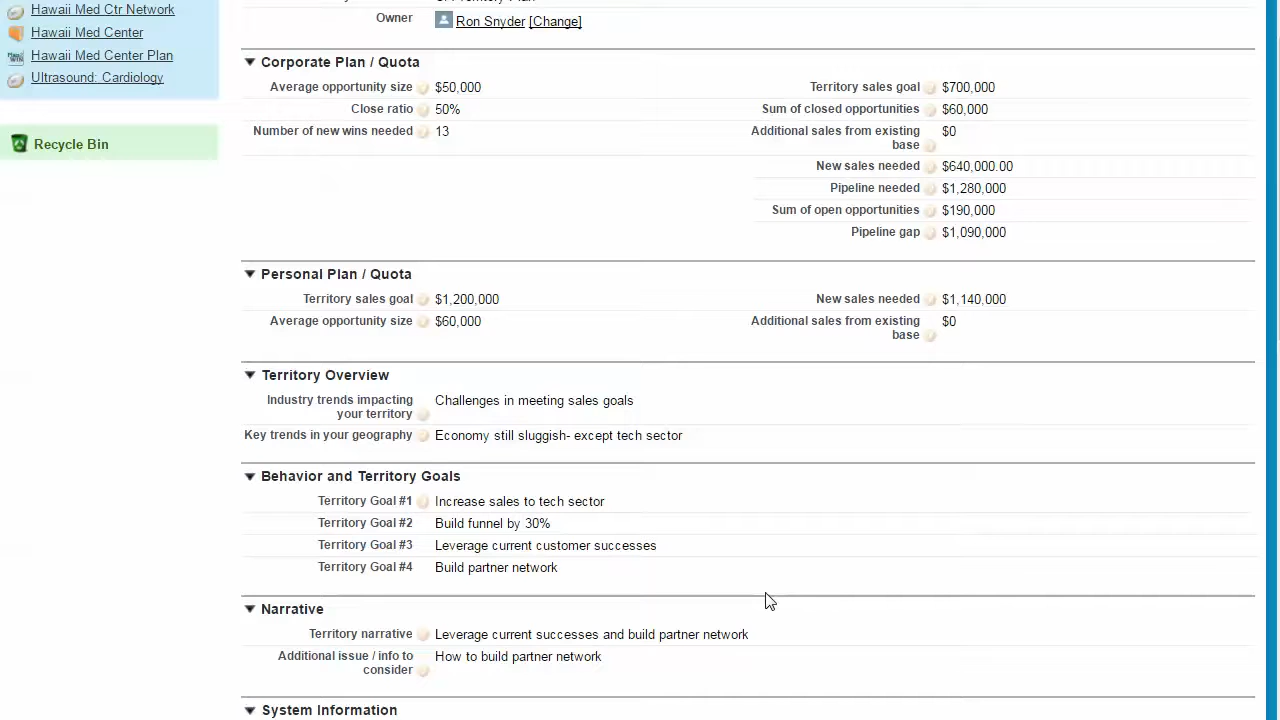 Hawaii Med Ctr Network
Hawaii Med Center
Hawaii Med Center Plan
Ultrasound: Cardiology
Recycle Bin
Owner Ron Snyder [Change]
Corporate Plan / Quota
Average opportunity size $50,000
Territory sales goal $700,000
Close ratio 50%
Sum of closed opportunities $60,000
Number of new wins needed 13
Additional sales from existing $0
base
New sales needed $640,000.00
Pipeline needed $1,280,000
Sum of open opportunities $190,000
Pipeline gap $1,090,000
Personal Plan / Quota
Territory sales goal $1,200,000
New sales needed $1,140,000
Average opportunity size $60,000
Additional sales from existing $0
base
Territory Overview
Industry trends impacting Challenges in meeting sales goals
your territory
Key trends in your geography Economy still sluggish- except tech sector
Behavior and Territory Goals
Territory Goal #1 Increase sales to tech sector
Territory Goal #2 Build funnel by 30%
Territory Goal #3 Leverage current customer successes
Territory Goal #4 Build partner network
Narrative
Territory narrative Leverage current successes and build partner network
Additional issue / info to How to build partner network
consider
System Information